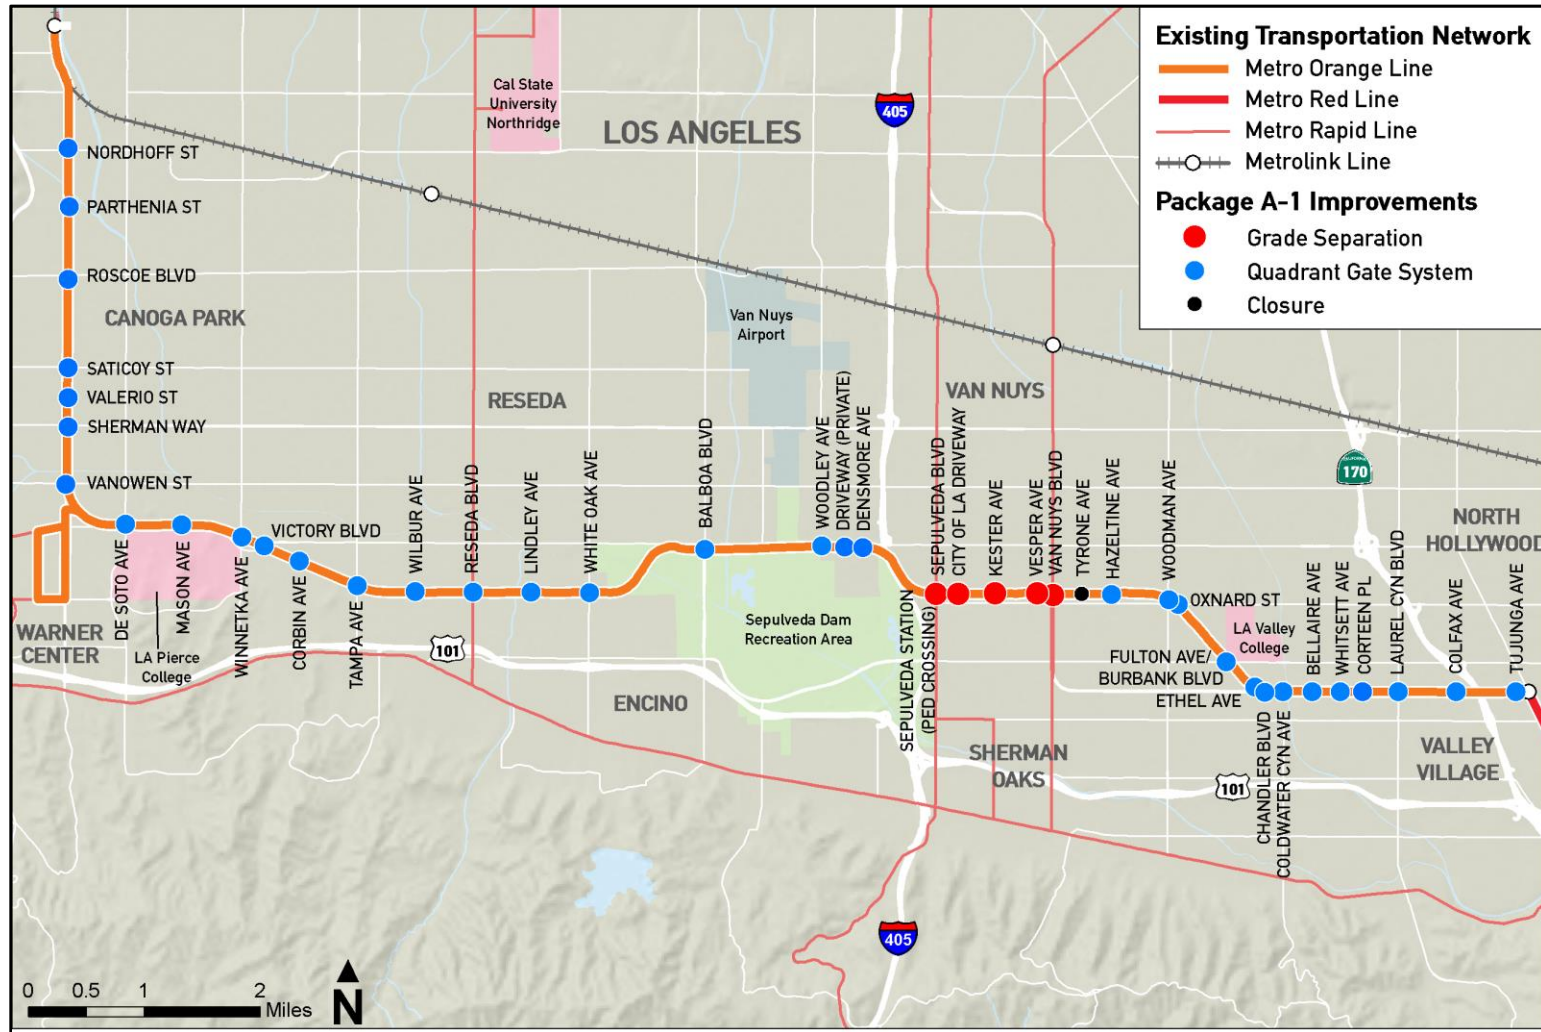 Existing Transportation Network
Metro Orange Line
Metro Red Line
Metro Rapid Line
Metrolink Line
Package A-1 Improvements
Grade Separation
Quadrant Gate System
Closure
Cal State
University
Northridge
LOS ANGELES
405
NORDHOFF ST
PARTHENIA ST
ROSCOE BLVD
CANOGA PARK
SATICOY ST
VALERIO ST
SHERMAN WAY
VANOWEN ST
RESEDA
Van Nuys
Airport
VAN NUYS
CALIFORNIA
170
NORTH
HOLLYWOOD
DE SOTO AVE
MASON AVE
WINNETKA AVE
VICTORY BLVD
CORBIN AVE
TAMPA AVE
WILBUR AVE
RESEDA BLVD
LINDLEY AVE
WHITE OAK AVE
BALBOA BLVD
WOODLEY AVE
DRIVEWAY (PRIVATE)
DENSMORE AVE
SEPULVEDA BLVD
CITY OF LA DRIVEWAY
KESTER AVE
VESPER AVE
VAN NUYS BLVD
TYRONE AVE
HAZELTINE AVE
WOODMAN AVE
OXNARD ST
LA Valley
College
FULTON AVE/
BURBANK BLVD
ETHEL AVE
CHANDLER BLVD
COLDWATER CYN AVE
BELLAIRE AVE
WHITSETT AVE
CORTEEN PL
LAUREL CYN BLVD
COLFAX AVE
TUJUNGA AVE
WARNER
CENTER
LA Pierce
College
101
Sepulveda Dam
Recreation Area
SEPULVEDA STATION
(PED CROSSING)
ENCINO
SHERMAN
OAKS
101
VALLEY
VILLAGE
405
0 0.5 1 2
Miles
N